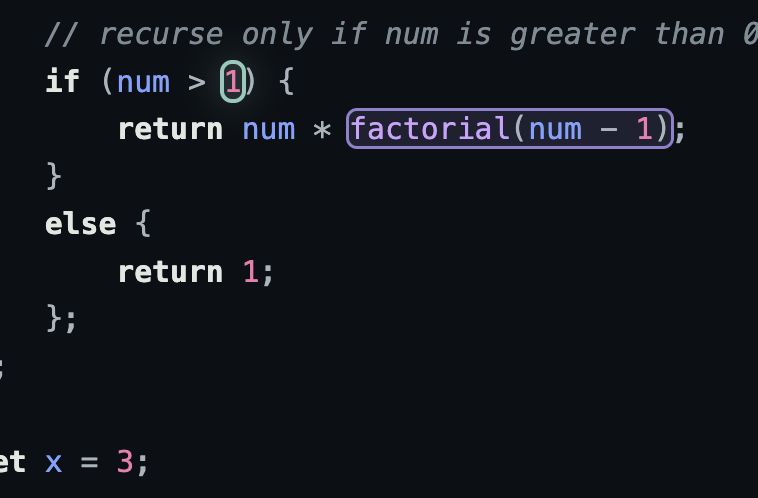 // recurse only if num is greater than 0
if (num > 1) {
return num * factorial(num - 1);
}
else {
return 1;
};
;
et x = 3;